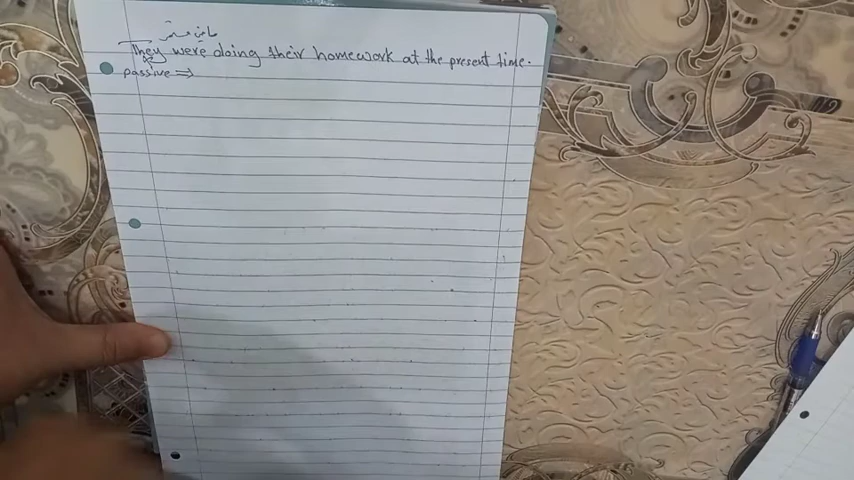 ماضي مستمر
They were doing their homework at the present time.
passive ⇒